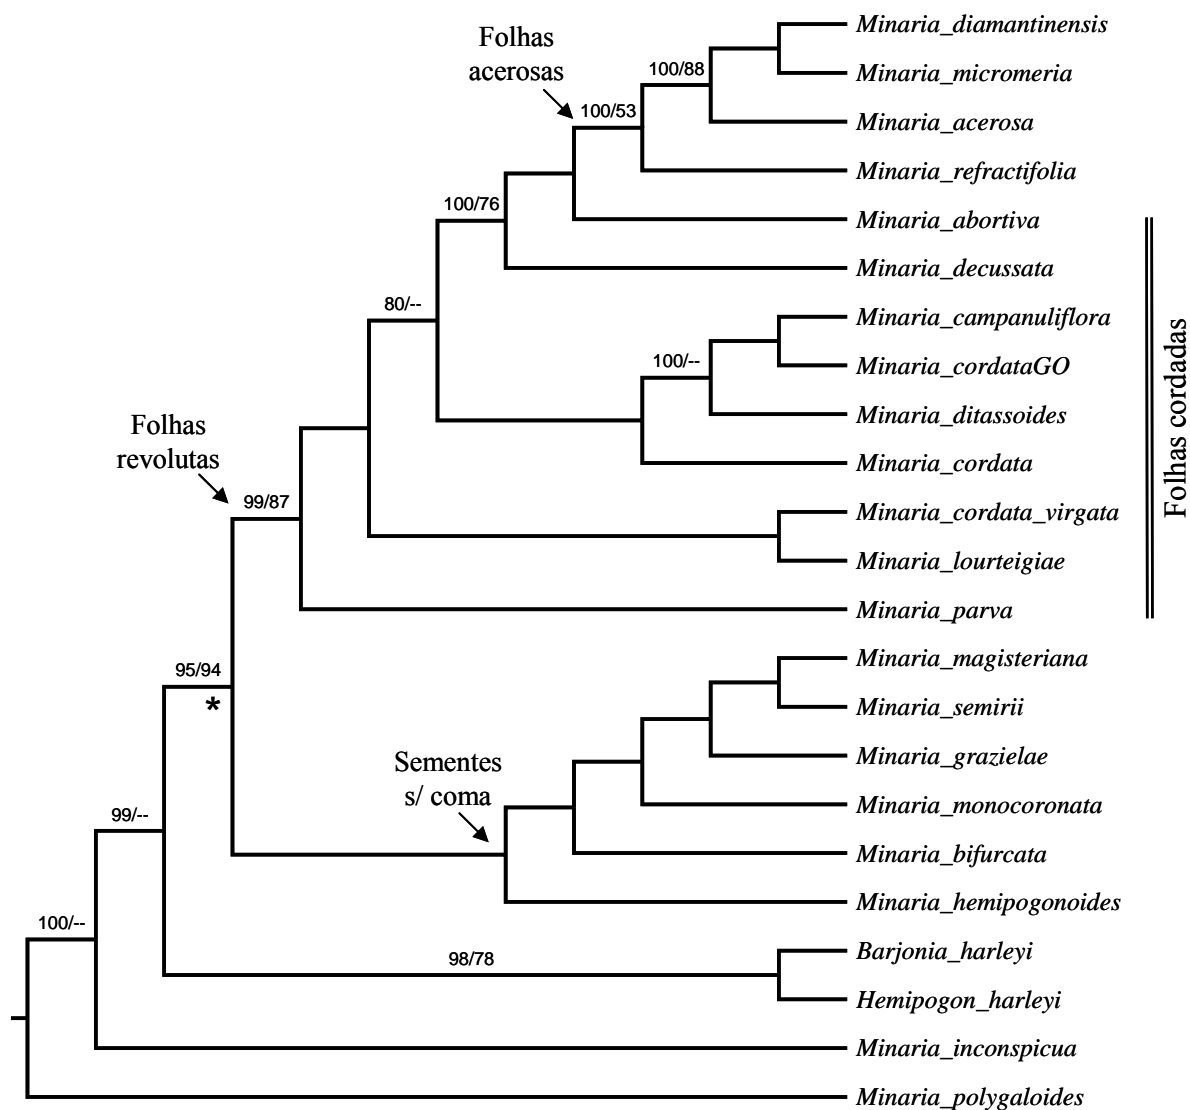 Minaria_diamantinensis
Folhas
acerosas
100/88
Minaria_micromeria
100/53
Minaria_acerosa
Minaria_refractifolia
100/76
Minaria_abortiva
Minaria_decussata
80/--
Minaria_campanuliflora
100/--
Minaria_cordataGO
Minaria_ditassoides
Folhas
revolutas
Minaria_cordata
99/87
Minaria_cordata_virgata
Minaria_lourteigiae
Minaria_parva
Folhas cordadas
95/94
*
Minaria_magisteriana
Minaria_semirii
Sementes
s/ coma
Minaria_grazielae
Minaria_monocoronata
99/--
Minaria_bifurcata
Minaria_hemipogonoides
100/--
98/78
Barjonia_harleyi
Hemipogon_harleyi
Minaria_inconspicua
Minaria_polygaloides